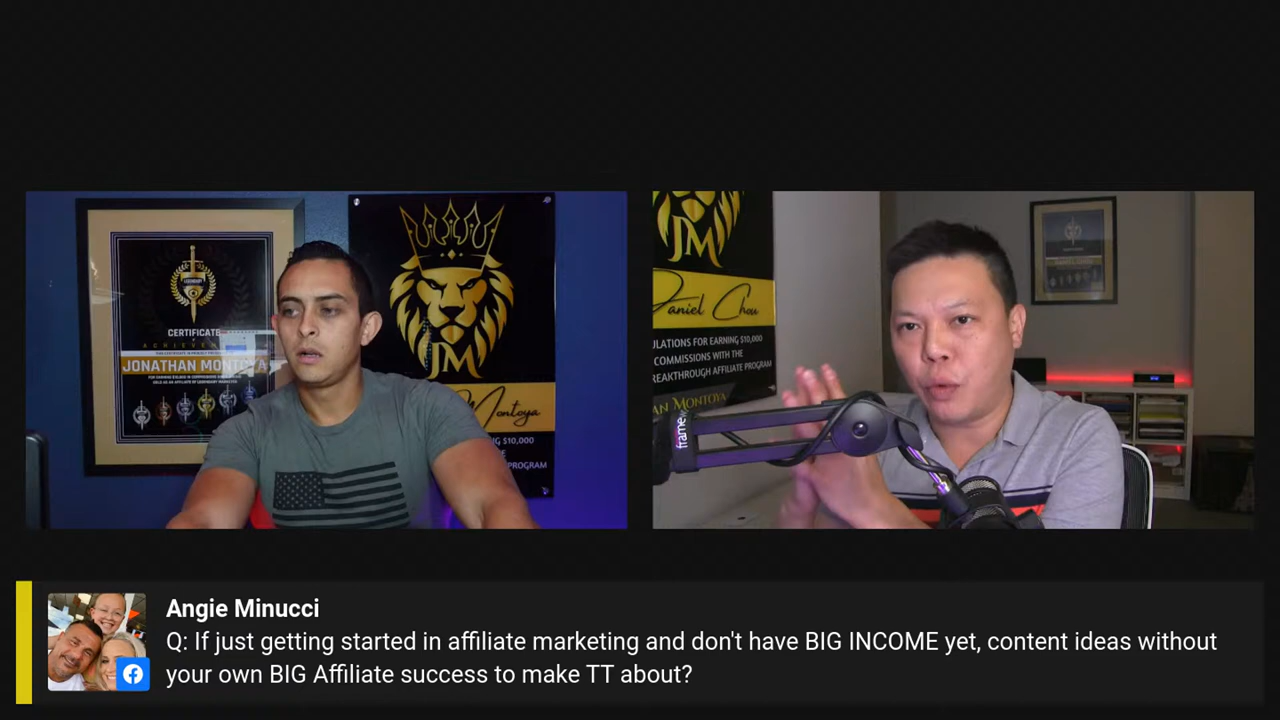 CERTIFICATE
JONATHAN MONTOYA
JM
Montoya
NG $10,000
PROGRAM
JM
Daniel Chou
ULATIONS FOR EARNING $10,000
COMMISSIONS WITH THE
REAKTHROUGH AFFILIATE PROGRAM
AN MONTOYA
frame
Angie Minucci
Q: If just getting started in affiliate marketing and don't have BIG INCOME yet, content ideas without
your own BIG Affiliate success to make TT about?